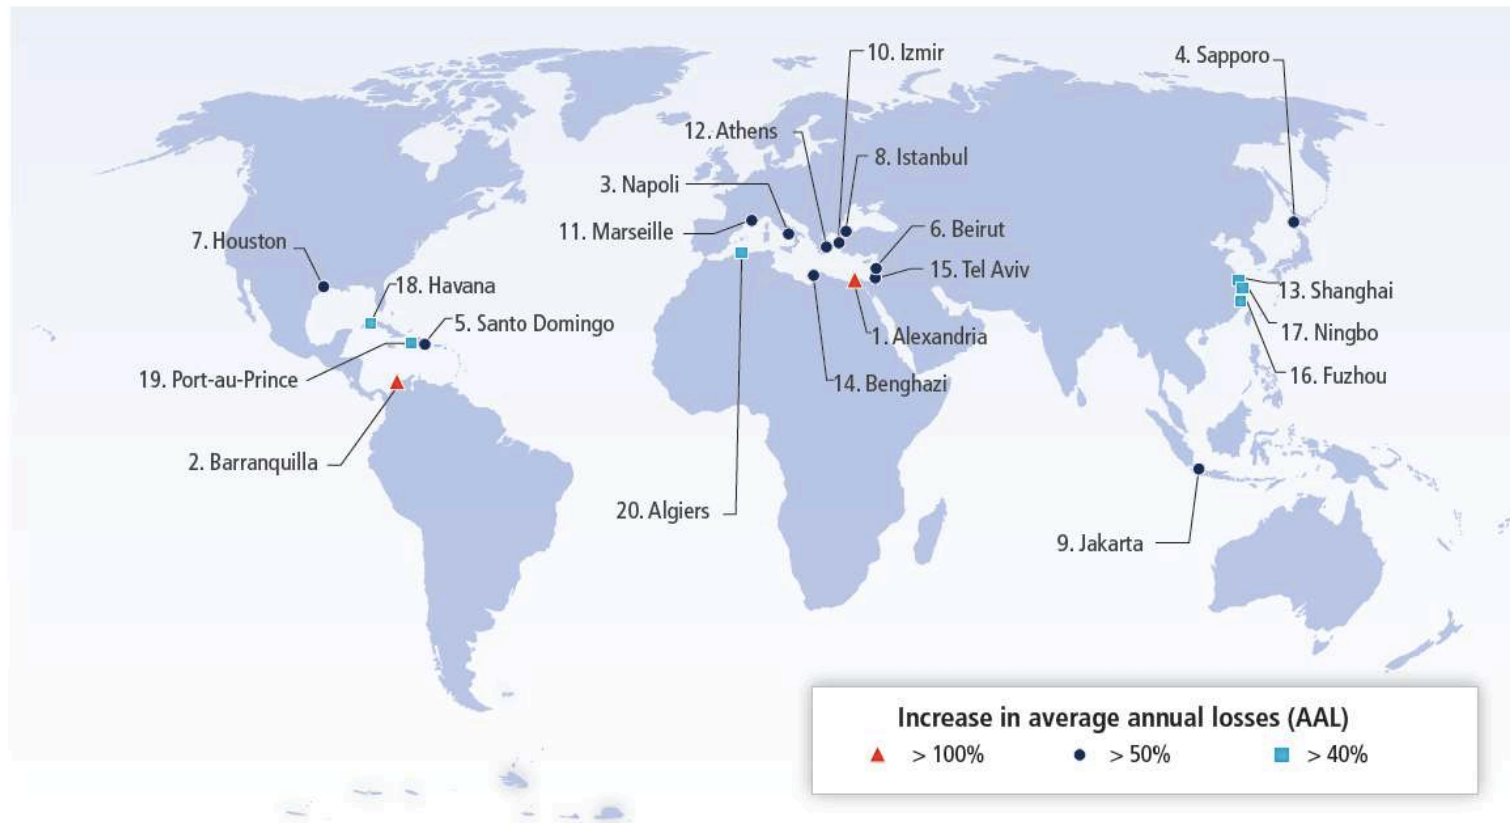 10. Izmir
4. Sapporo
12. Athens
8. Istanbul
3. Napoli
11. Marseille
6. Beirut
7. Houston
15. Tel Aviv
18. Havana
13. Shanghai
5. Santo Domingo
17. Ningbo
1. Alexandria
19. Port-au-Prince
14. Benghazi
16. Fuzhou
2. Barranquilla
20. Algiers
9. Jakarta
Increase in average annual losses (AAL)
> 100%
> 50%
> 40%